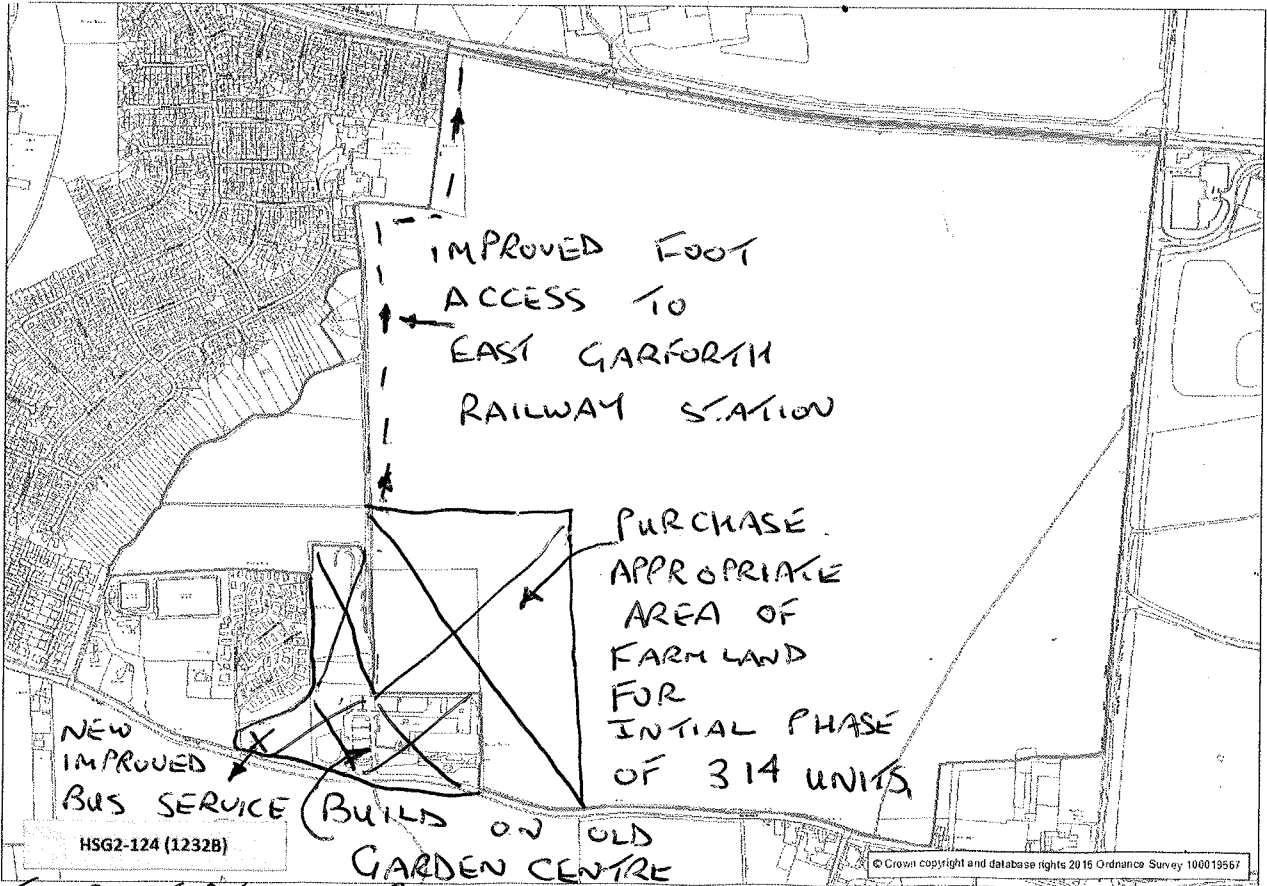 IMPROVED FOOT
ACCESS TO
EAST GARFORTH
RAILWAY STATION
PURCHASE
APPROPRIATE
AREA OF
FARM LAND
FOR
INTIAL PHASE
OF 314 UNITS
NEW
IMPROVED
BUS SERVICE
BUILD ON OLD
GARDEN CENTRE
HSG2-124 (1232B)
© Crown copyright and database rights 2015 Ordnance Survey 100019567